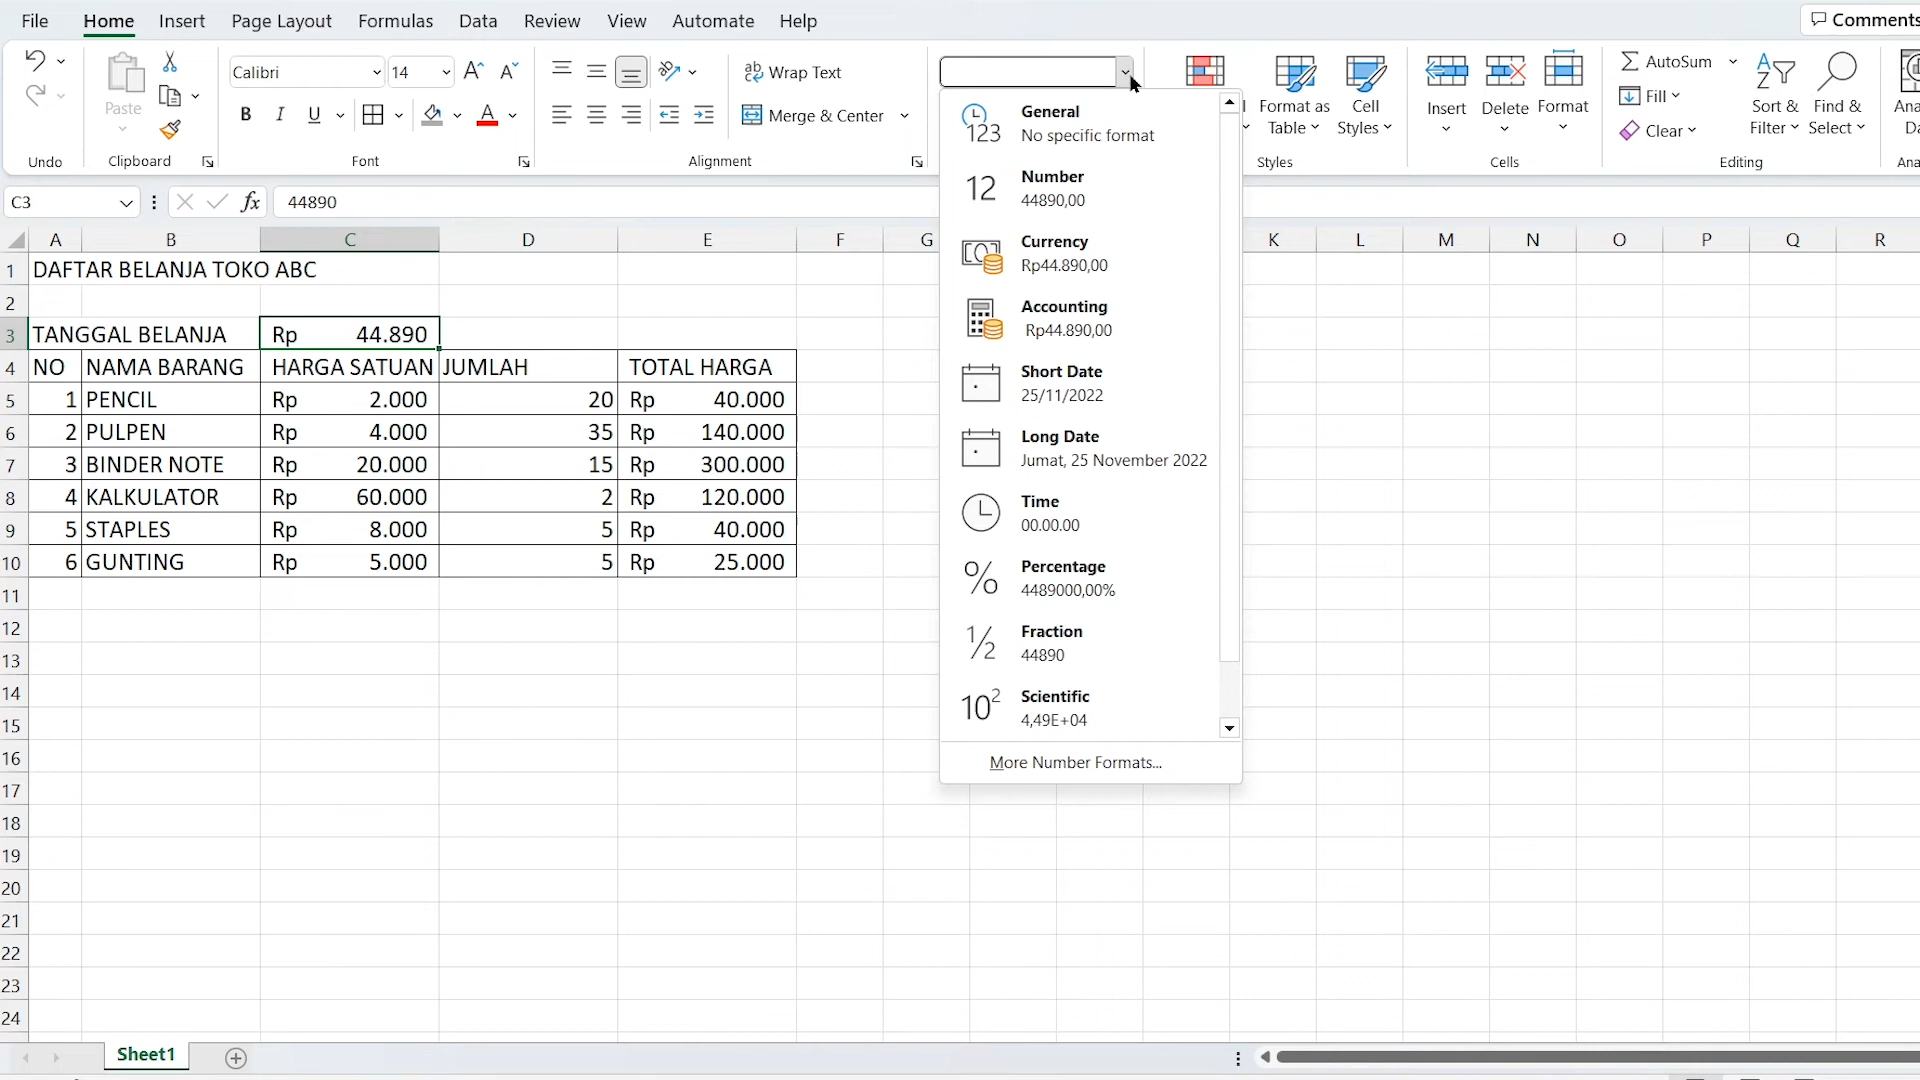 File Home Insert Page Layout Formulas Data Review View Automate Help
Comments
Calibri 14 Wrap Text
Paste Format as Table Cell Styles Insert Delete Format AutoSum Fill Clear Sort & Filter Find & Select
B I U Merge & Center
Undo Clipboard Font Alignment Styles Cells Editing
C3 fx 44890
General
No specific format
Number
44890,00
Currency
Rp44.890,00
Accounting
Rp44.890,00
Short Date
25/11/2022
Long Date
Jumat, 25 November 2022
Time
00.00.00
Percentage
4489000,00%
Fraction
44890
Scientific
4,49E+04
More Number Formats...
A B C D E F G K L M N O P Q R
1 DAFTAR BELANJA TOKO ABC
2
3 TANGGAL BELANJA Rp 44.890
4 NO NAMA BARANG HARGA SATUAN JUMLAH TOTAL HARGA
5 1 PENCIL Rp 2.000 20 Rp 40.000
6 2 PULPEN Rp 4.000 35 Rp 140.000
7 3 BINDER NOTE Rp 20.000 15 Rp 300.000
8 4 KALKULATOR Rp 60.000 2 Rp 120.000
9 5 STAPLES Rp 8.000 5 Rp 40.000
10 6 GUNTING Rp 5.000 5 Rp 25.000
11
12
13
14
15
16
17
18
19
20
21
22
23
24
Sheet1